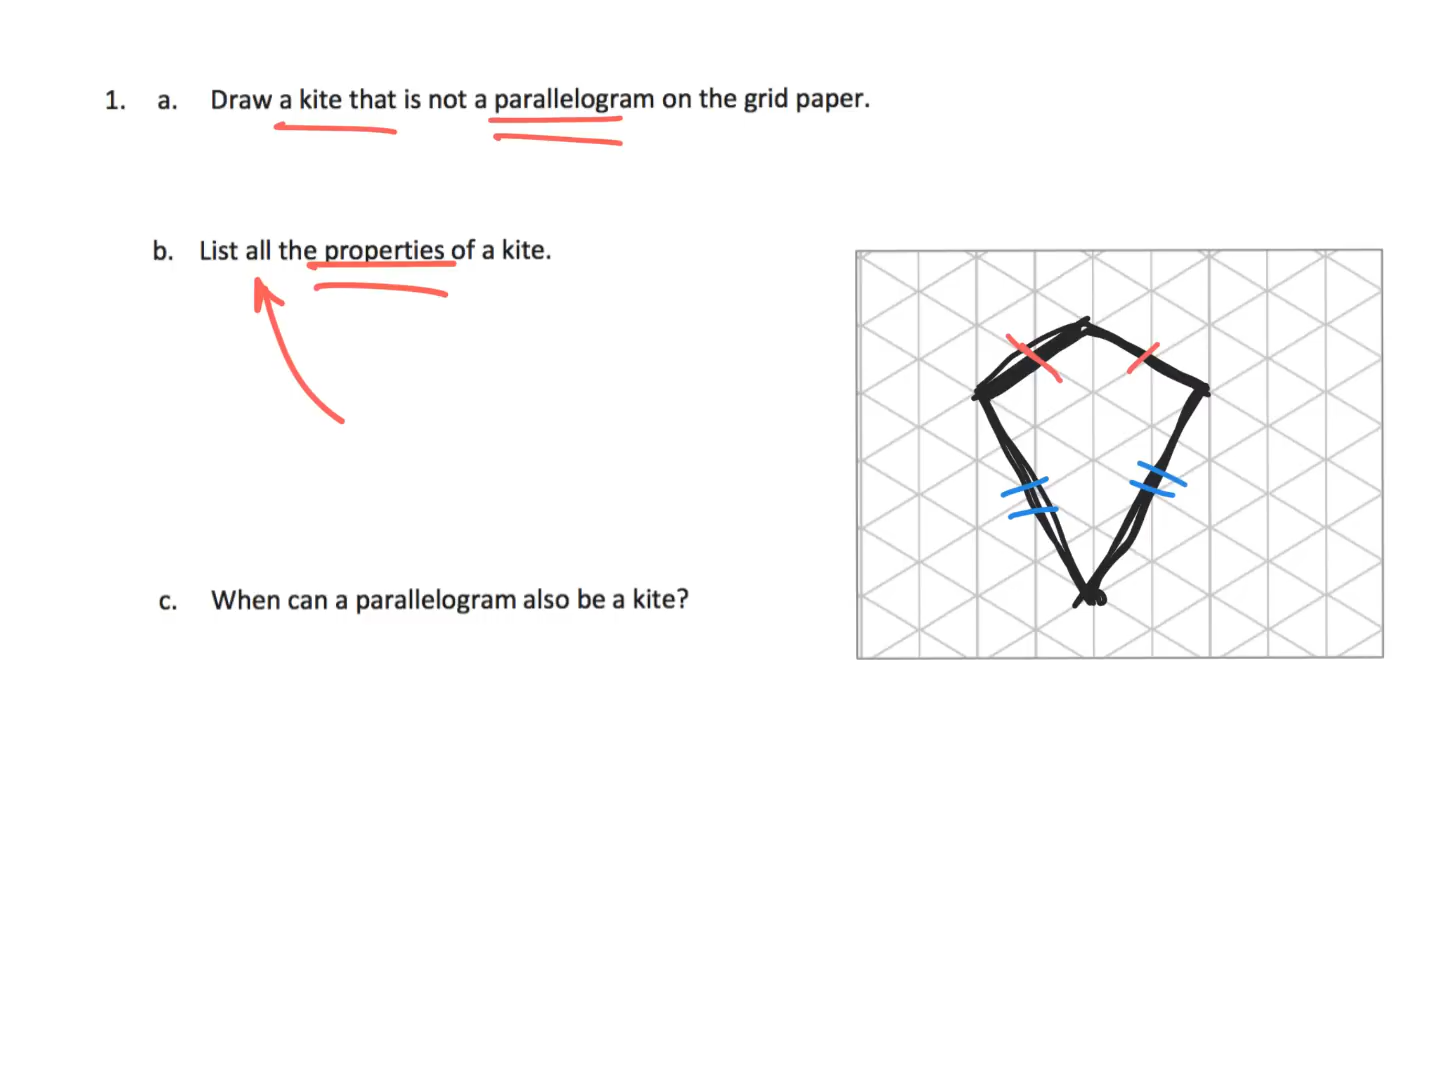 1. a. Draw a kite that is not a parallelogram on the grid paper.
b. List all the properties of a kite.
c. When can a parallelogram also be a kite?